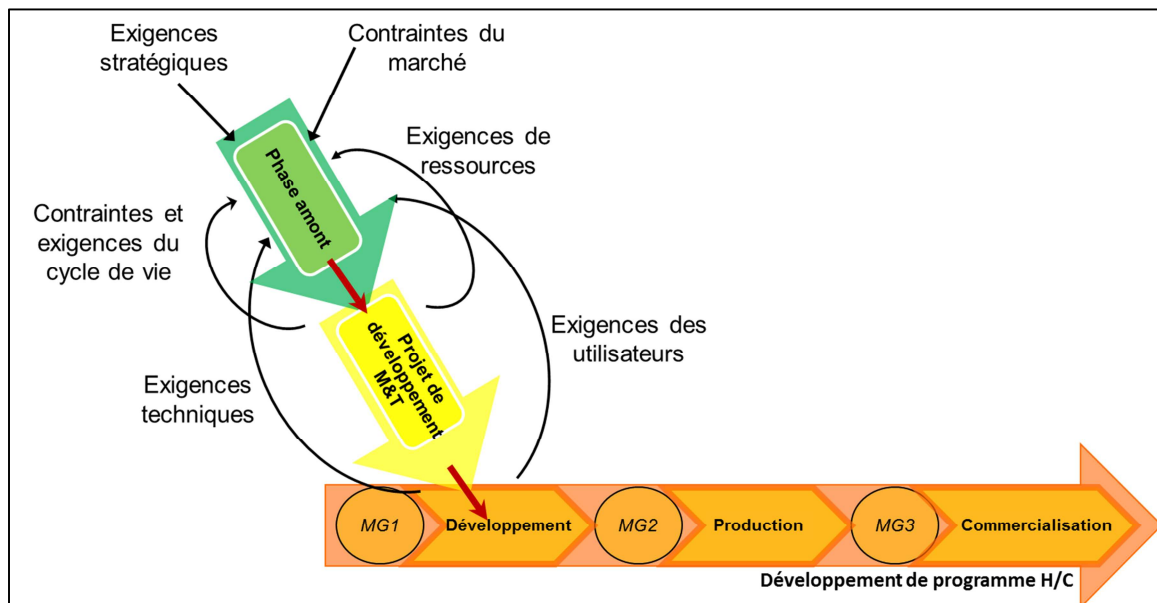 Exigences
stratégiques
Contraintes du
marché
Exigences de
ressources
Phase amont
Contraintes et
exigences du
cycle de vie
Projet de
développement
M&T
Exigences des
utilisateurs
Exigences
techniques
MG1
Développement
MG2
Production
MG3
Commercialisation
Développement de programme H/C